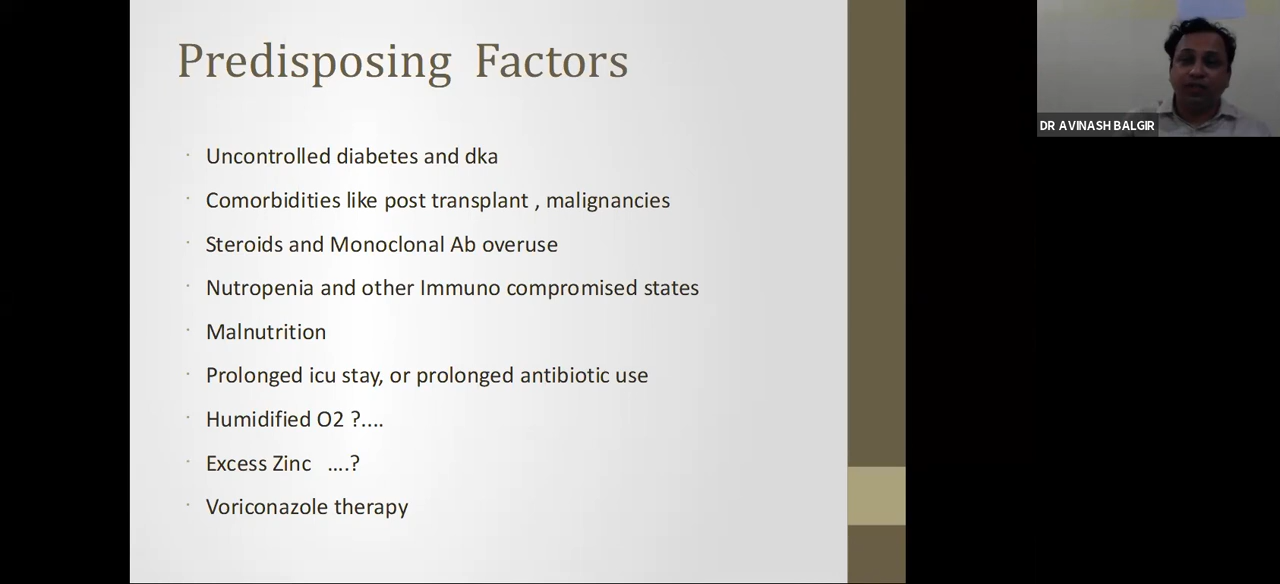 Predisposing Factors
Uncontrolled diabetes and dka
Comorbidities like post transplant , malignancies
Steroids and Monoclonal Ab overuse
Nutropenia and other Immuno compromised states
Malnutrition
Prolonged icu stay, or prolonged antibiotic use
Humidified O2 ?....
Excess Zinc ....?
Voriconazole therapy
DR AVINASH BALGIR